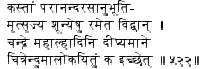 कस्तां परानन्दरसानुभूति-
मृत्सृज्य शून्येषु रमेत विद्वान् ।
चन्द्रे महाल्हादिनि दीप्यमाने
चित्रेन्दुमालोकयितुं क इच्छेत् ॥ ५२२॥